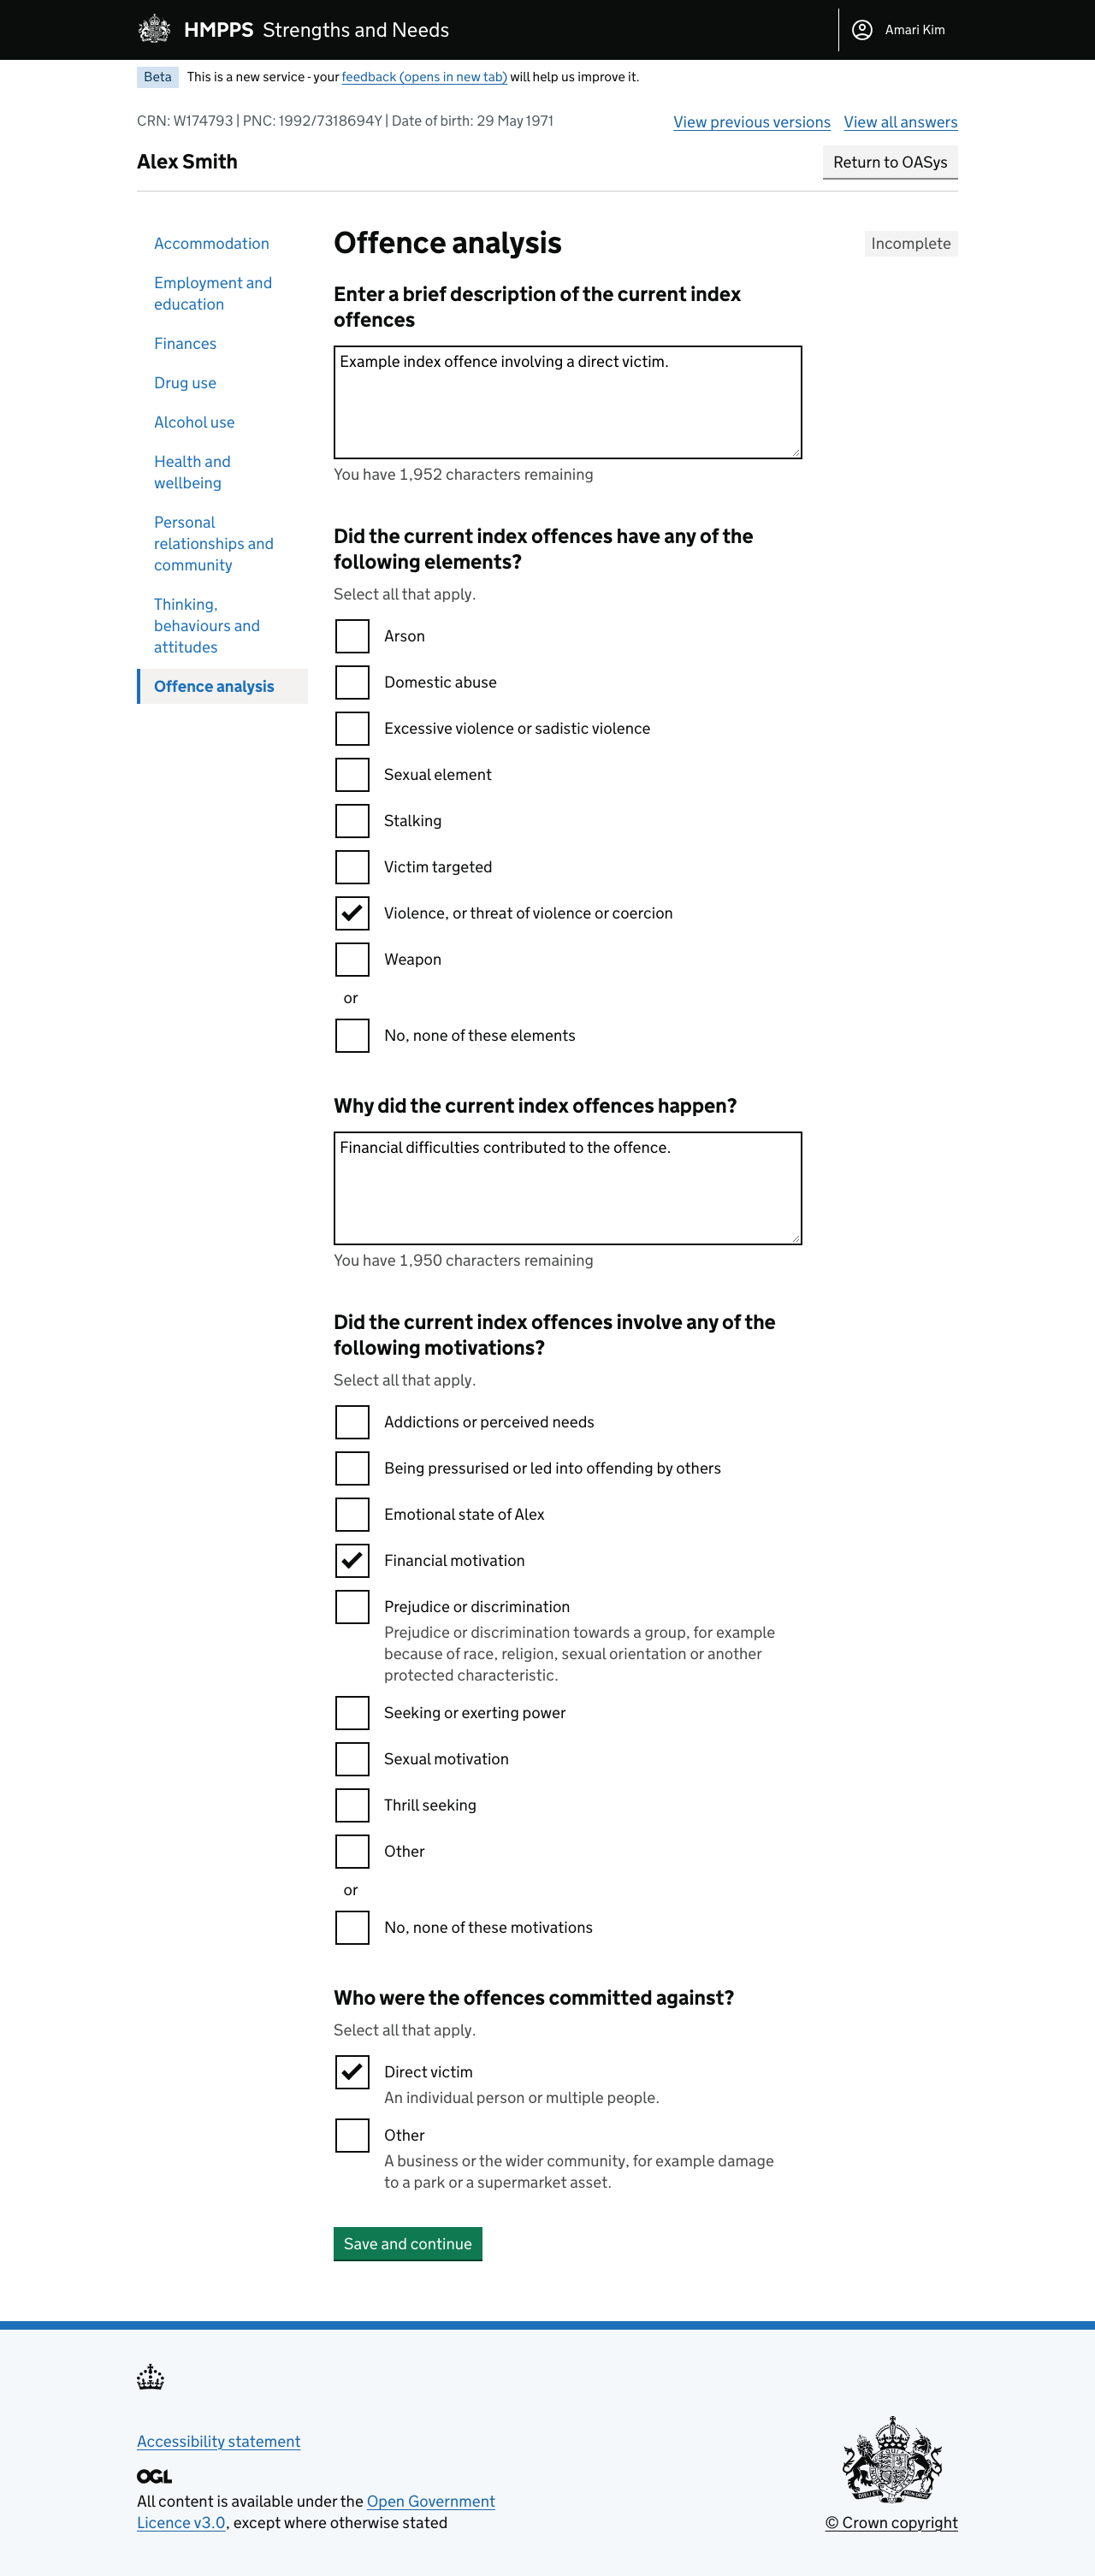 HMPPS Strengths and Needs
Amari Kim
Beta This is a new service - your feedback (opens in new tab) will help us improve it.
CRN: W174793 | PNC: 1992/7318694Y | Date of birth: 29 May 1971
View previous versions View all answers
Alex Smith
Return to OASys
Accommodation
Employment and
education
Finances
Drug use
Alcohol use
Health and
wellbeing
Personal
relationships and
community
Thinking,
behaviours and
attitudes
Offence analysis
Offence analysis
Incomplete
Enter a brief description of the current index
offences
Example index offence involving a direct victim.
You have 1,952 characters remaining
Did the current index offences have any of the
following elements?
Select all that apply.
Arson
Domestic abuse
Excessive violence or sadistic violence
Sexual element
Stalking
Victim targeted
Violence, or threat of violence or coercion
Weapon
or
No, none of these elements
Why did the current index offences happen?
Financial difficulties contributed to the offence.
You have 1,950 characters remaining
Did the current index offences involve any of the
following motivations?
Select all that apply.
Addictions or perceived needs
Being pressurised or led into offending by others
Emotional state of Alex
Financial motivation
Prejudice or discrimination
Prejudice or discrimination towards a group, for example
because of race, religion, sexual orientation or another
protected characteristic.
Seeking or exerting power
Sexual motivation
Thrill seeking
Other
or
No, none of these motivations
Who were the offences committed against?
Select all that apply.
Direct victim
An individual person or multiple people.
Other
A business or the wider community, for example damage
to a park or a supermarket asset.
Save and continue
Accessibility statement
OGL
All content is available under the Open Government
Licence v3.0, except where otherwise stated
© Crown copyright